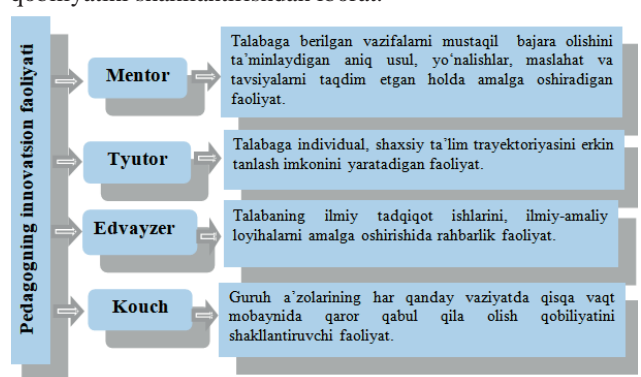 qobiliyatini shakllantirishdan iborat.
Pedagogning innovatsion faoliyati
Mentor
Talabaga berilgan vazifalarni mustaqil bajara olishini
ta'minlaydigan aniq usul, yo'nalishlar, maslahat va
tavsiyalarni taqdim etgan holda amalga oshiradigan
faoliyat.
Tyutor
Talabaga individual, shaxsiy ta'lim trayektoriyasini erkin
tanlash imkonini yaratadigan faoliyat.
Edvayzer
Talabaning ilmiy tadqiqot ishlarini, ilmiy-amaliy
loyihalarni amalga oshirishida rahbarlik faoliyat.
Kouch
Guruh a'zolarining har qanday vaziyatda qisqa vaqt
mobaynida qaror qabul qila olish qobiliyatini
shakllantiruvchi faoliyat.